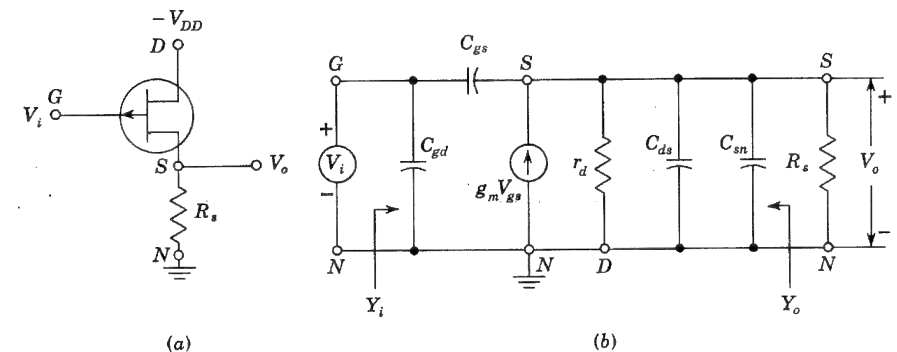 −V_DD
D
G
V_i
S
V_o
R_s
N
(a)
C_gs
G
S
S
+
+
V_i
C_gd
g_m V_gs
r_d
C_ds
C_sn
R_s
V_o
−
−
N
N
D
N
Y_i
Y_o
(b)